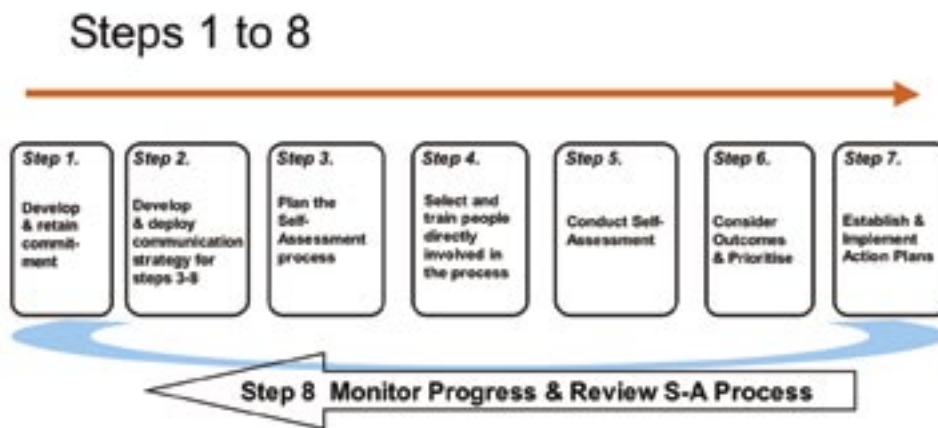 Steps 1 to 8
Step 1.
Develop
& retain
commit-
ment
Step 2.
Develop
& deploy
communication
strategy for
steps 3-8
Step 3.
Plan the
Self-
Assessment
process
Step 4.
Select and
train people
directly
involved in
the process
Step 5.
Conduct Self-
Assessment
Step 6.
Consider
Outcomes
& Prioritise
Step 7.
Establish &
Implement
Action Plans
Step 8 Monitor Progress & Review S-A Process